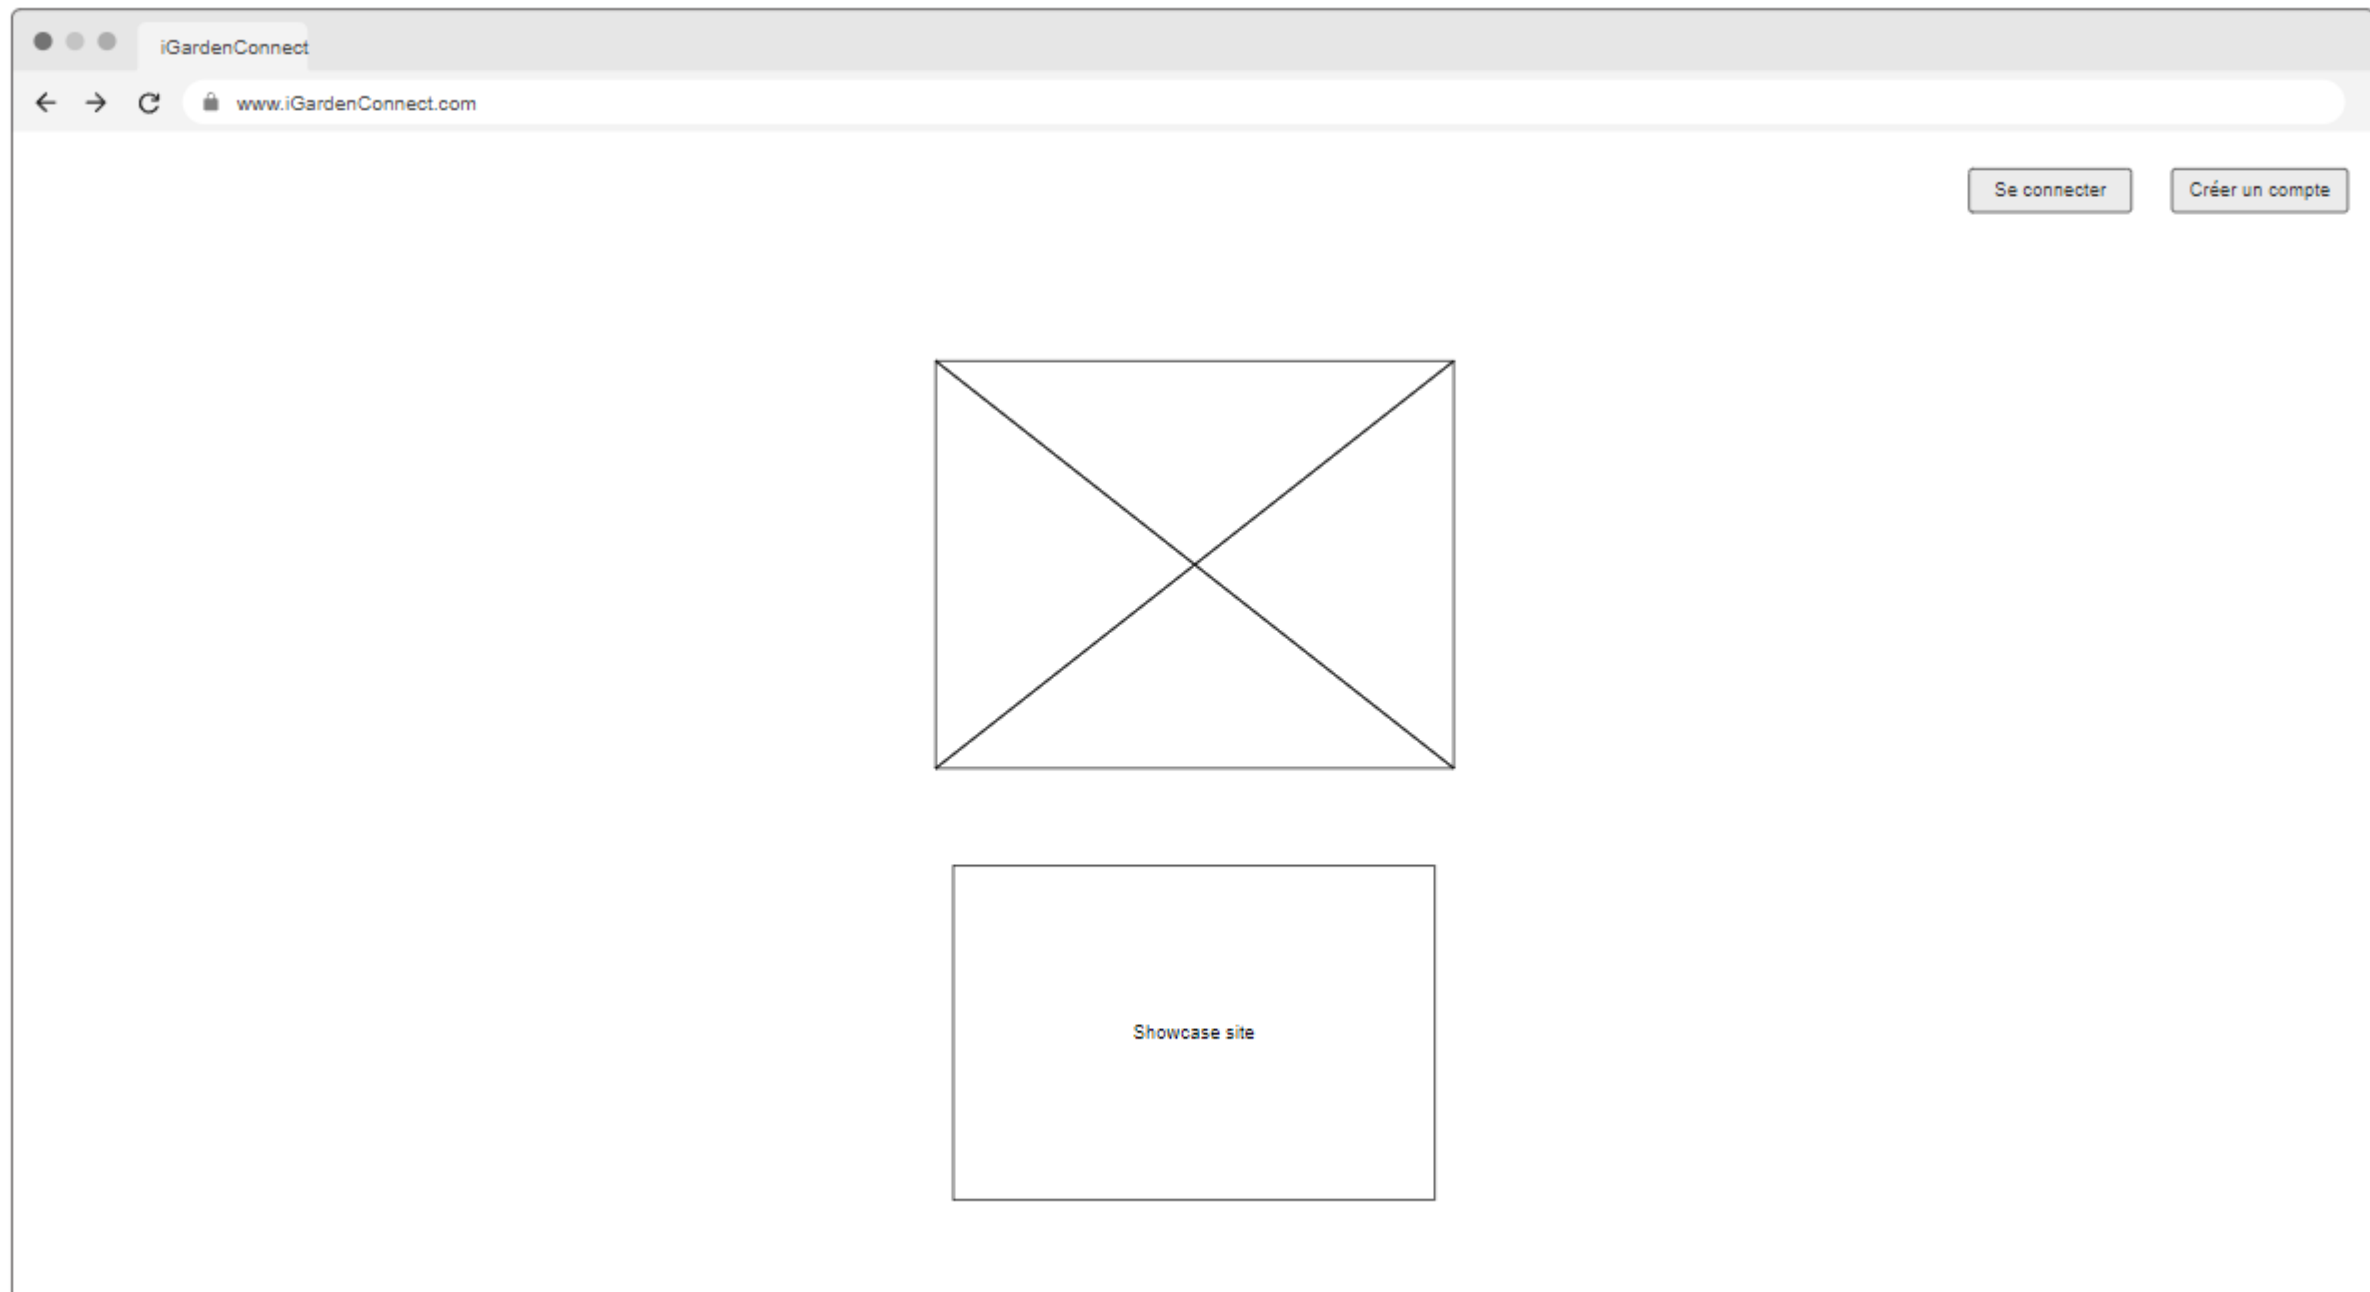 iGardenConnect
www.iGardenConnect.com
Se connecter
Créer un compte
Showcase site